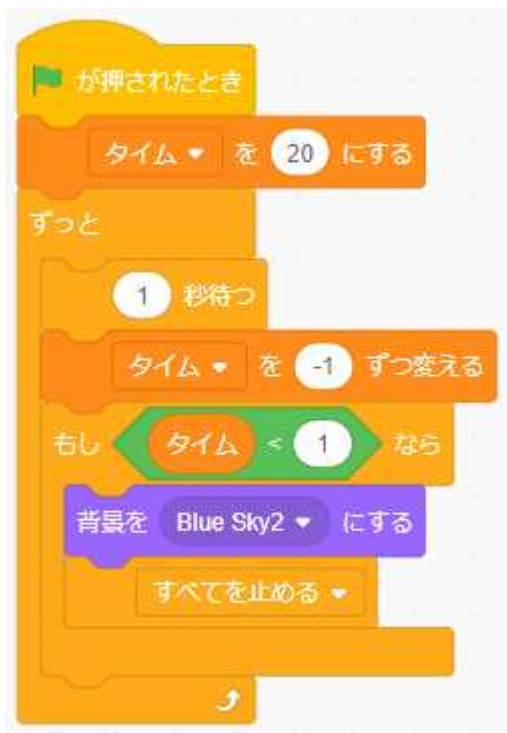 が押されたとき
タイム を 20 にする
ずっと
1 秒待つ
タイム を -1 ずつ変える
もし タイム < 1 なら
背景を Blue Sky2 にする
すべてを止める